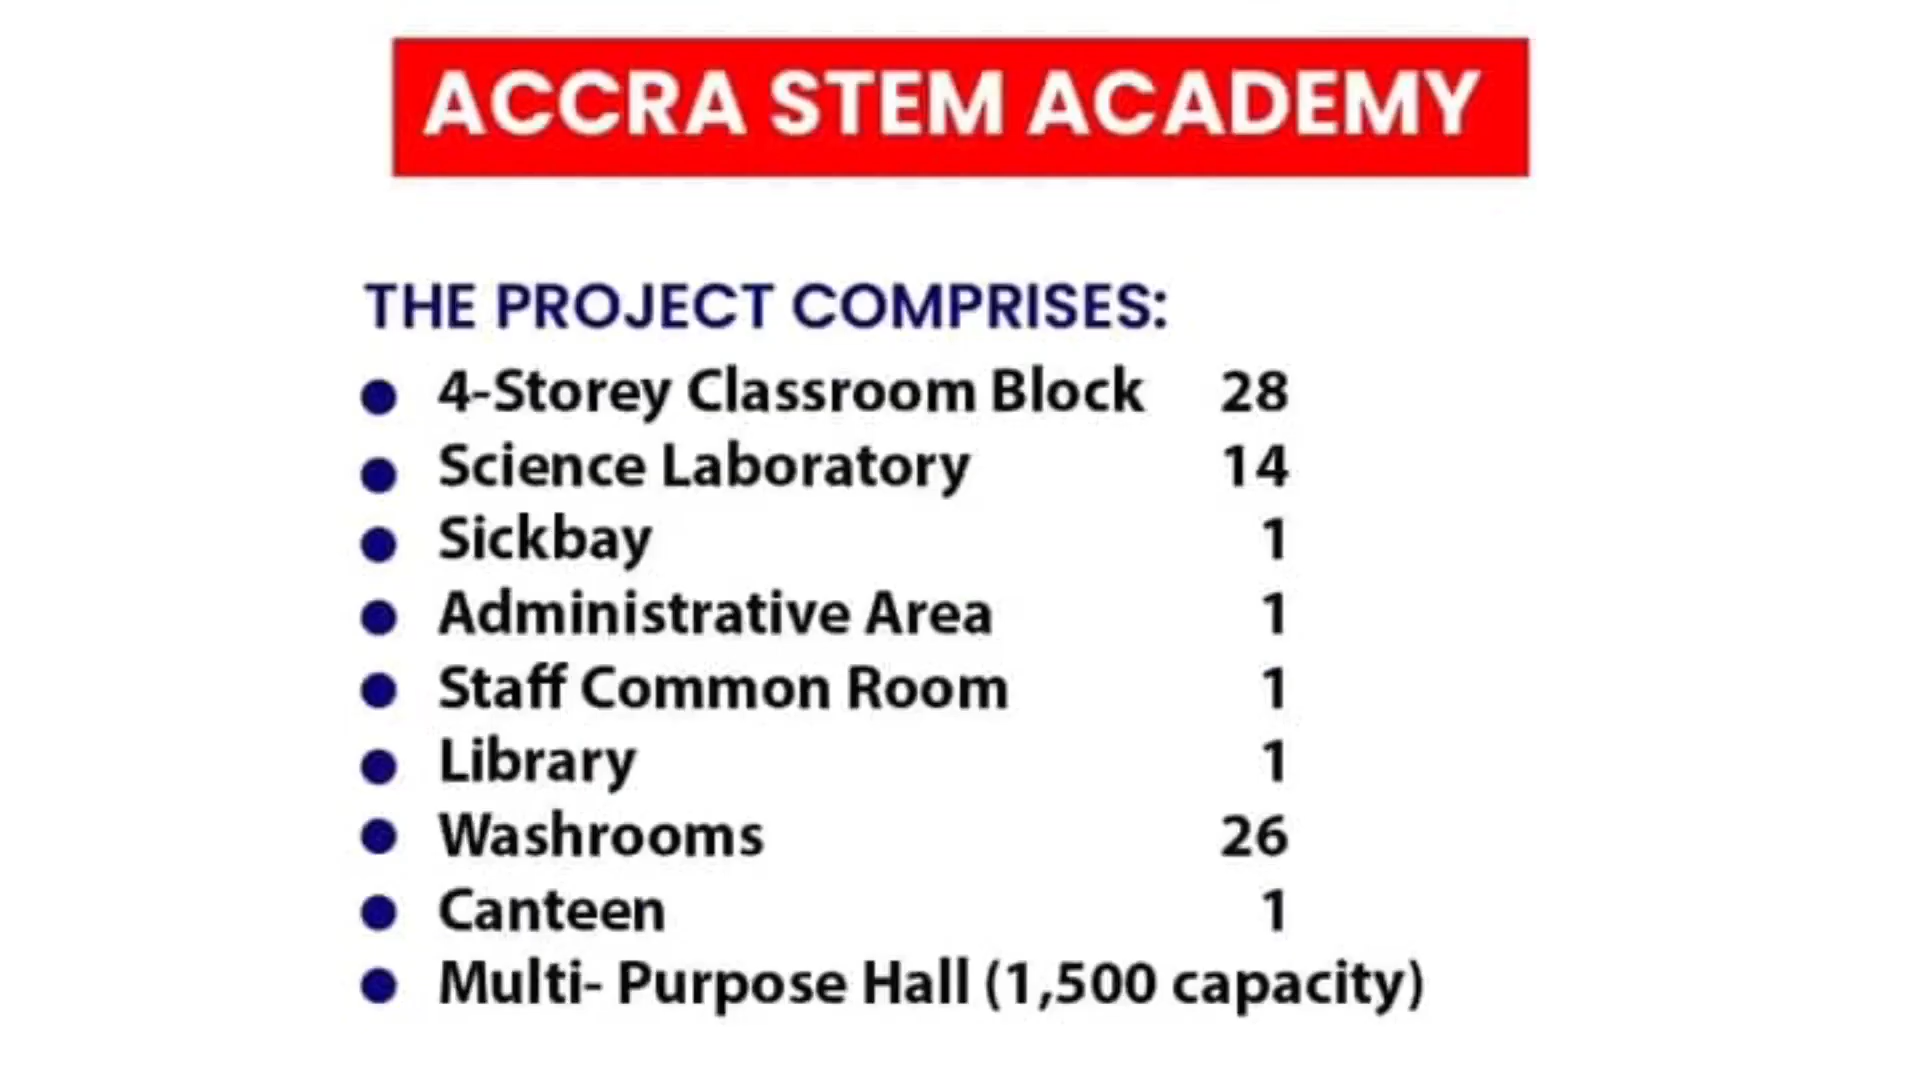 ACCRA STEM ACADEMY
THE PROJECT COMPRISES:
● 4-Storey Classroom Block 28
● Science Laboratory 14
● Sickbay 1
● Administrative Area 1
● Staff Common Room 1
● Library 1
● Washrooms 26
● Canteen 1
● Multi- Purpose Hall (1,500 capacity)